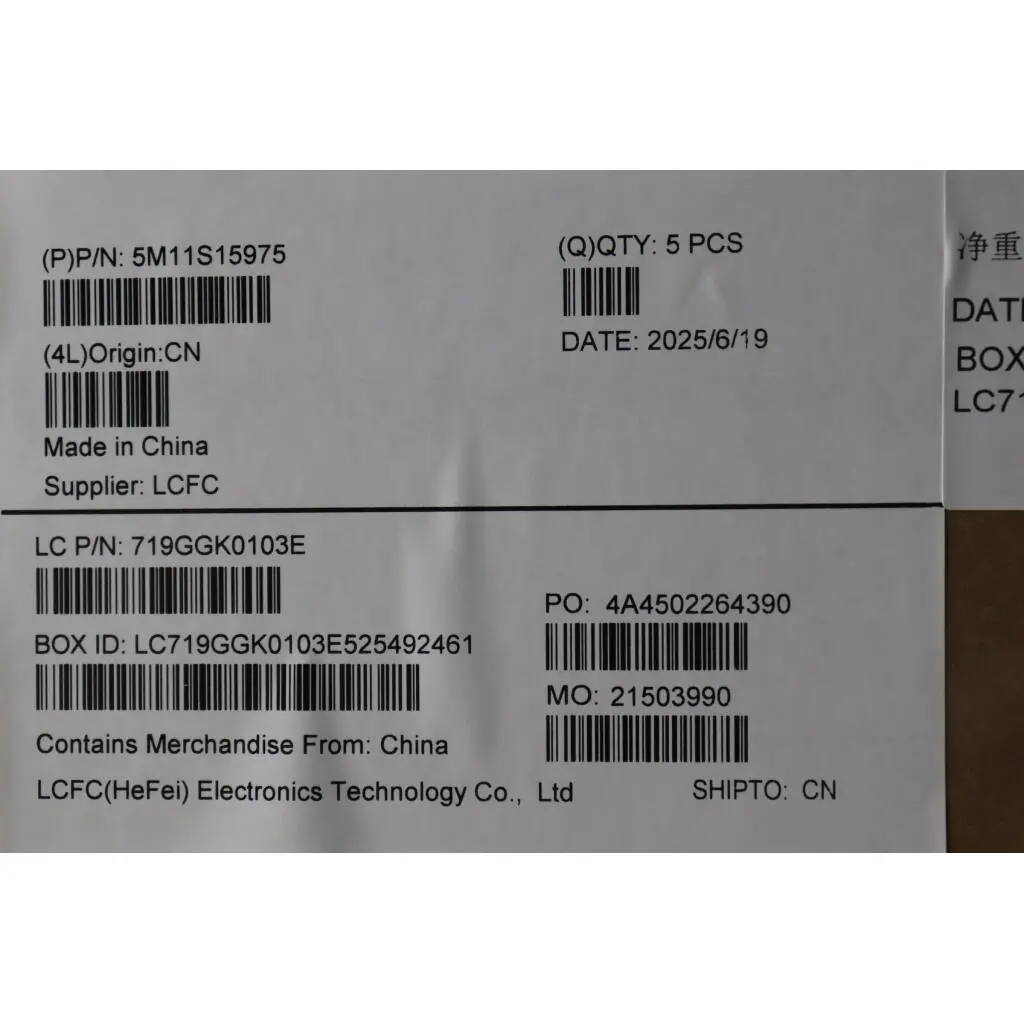 (P)P/N: 5M11S15975
(Q)QTY: 5 PCS
DATE: 2025/6/19
(4L)Origin:CN
Made in China
Supplier: LCFC
LC P/N: 719GGK0103E
PO: 4A4502264390
BOX ID: LC719GGK0103E525492461
MO: 21503990
Contains Merchandise From: China
LCFC(HeFei) Electronics Technology Co., Ltd
SHIPTO: CN
净重
BOX